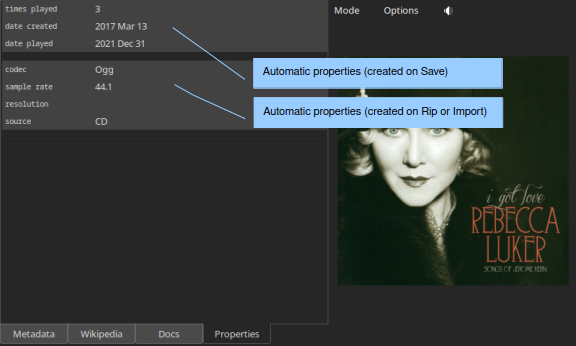 times played 3
date created 2017 Mar 13
date played 2021 Dec 31
codec Ogg
sample rate 44.1
resolution
source CD
Metadata
Wikipedia
Docs
Properties
Mode
Options
Automatic properties (created on Save)
Automatic properties (created on Rip or Import)
i got love
REBECCA
LUKER
SONGS OF JEROME KERN